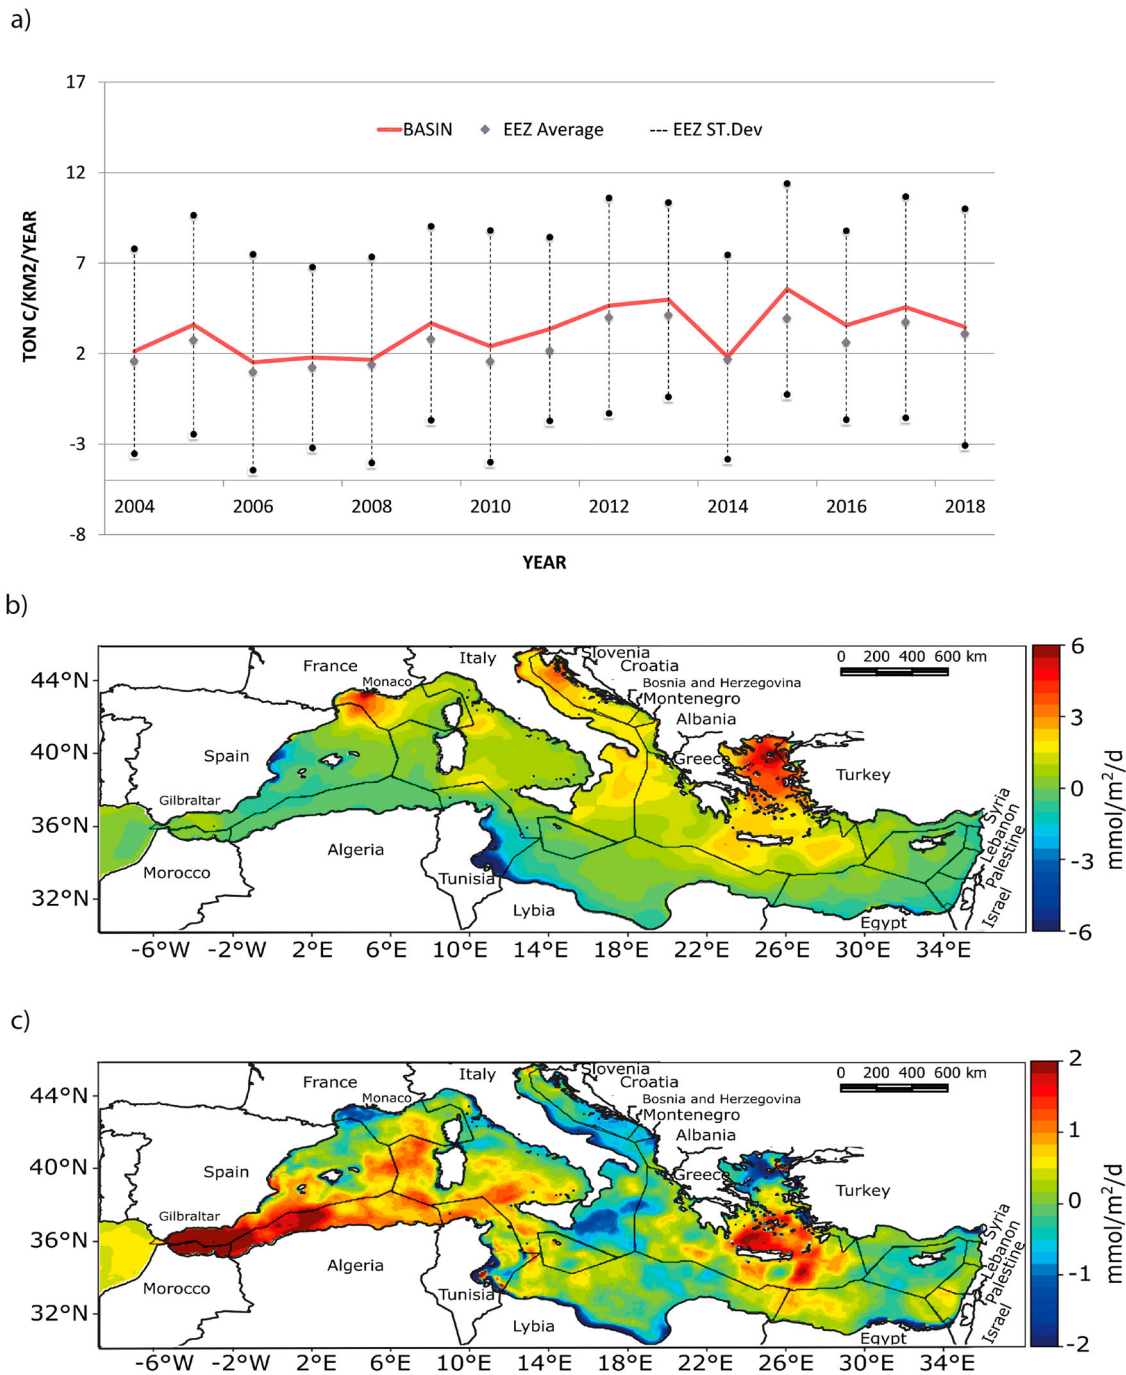 a)
17
BASIN EEZ Average --- EEZ ST.Dev
12
7
2
-3
-8
TON C/KM2/YEAR
2004 2006 2008 2010 2012 2014 2016 2018
YEAR
b)
44°N
40°N
36°N
32°N
France
Monaco
Italy
Slovenia
Croatia
Bosnia and Herzegovina
Montenegro
Albania
Greece
Turkey
Spain
Gilbraltar
Morocco
Algeria
Tunisia
Lybia
Egypt
Syria
Lebanon
Palestine
Israel
0 200 400 600 km
-6°W -2°W 2°E 6°E 10°E 14°E 18°E 22°E 26°E 30°E 34°E
6
3
0
-3
-6
mmol/m²/d
c)
44°N
40°N
36°N
32°N
France
Monaco
Italy
Slovenia
Croatia
Bosnia and Herzegovina
Montenegro
Albania
Greece
Turkey
Spain
Gilbraltar
Morocco
Algeria
Tunisia
Lybia
Egypt
Syria
Lebanon
Palestine
Israel
0 200 400 600 km
-6°W -2°W 2°E 6°E 10°E 14°E 18°E 22°E 26°E 30°E 34°E
2
1
0
-1
-2
mmol/m²/d